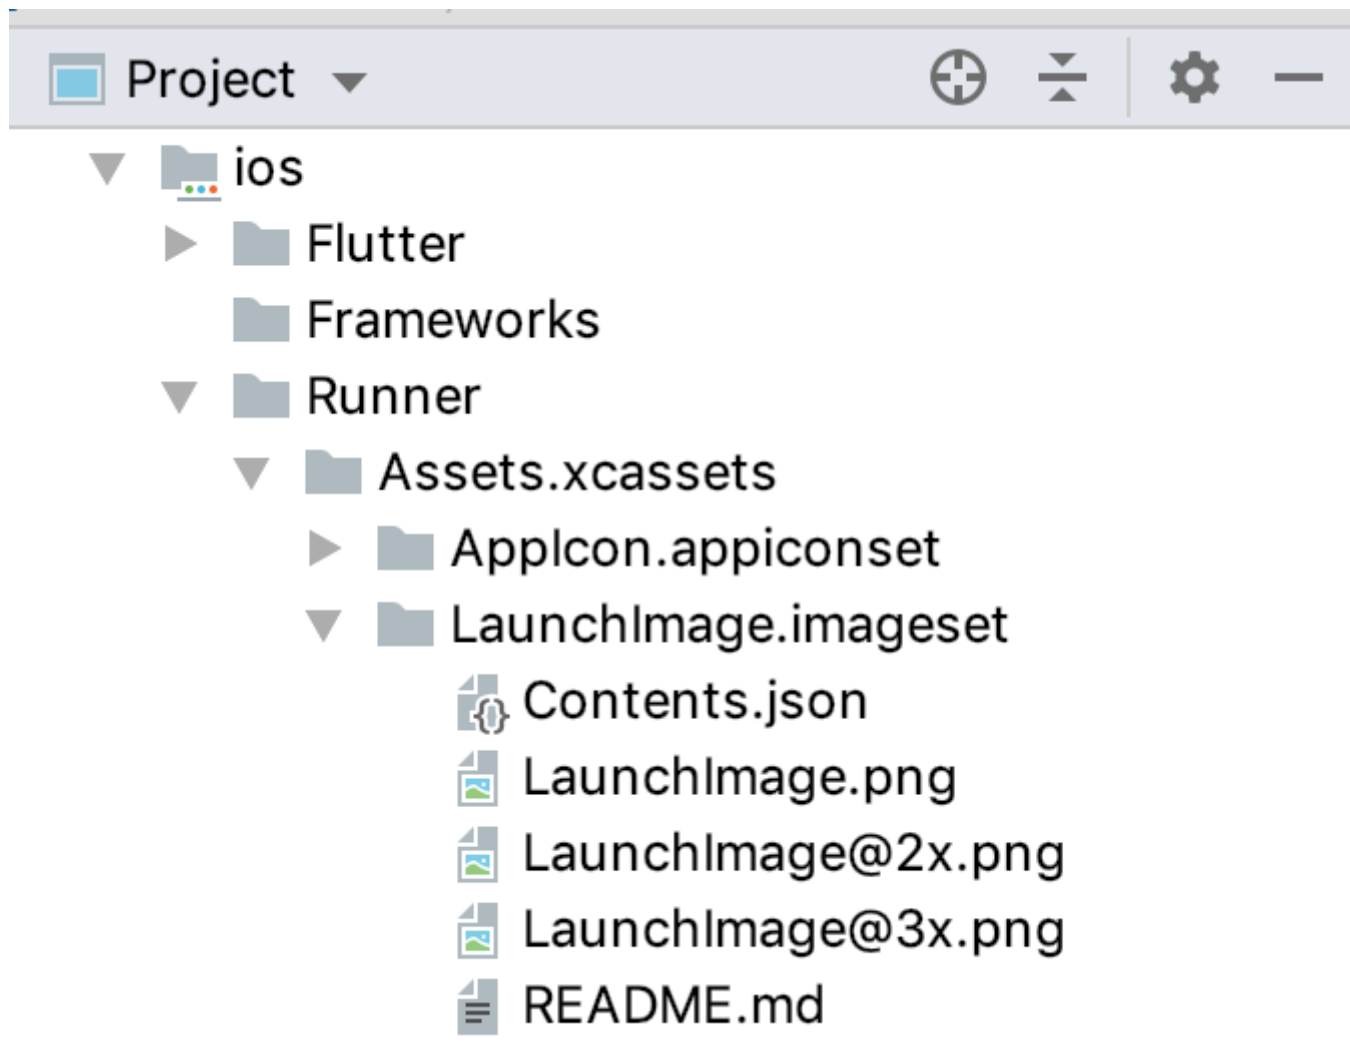 Project
ios
Flutter
Frameworks
Runner
Assets.xcassets
AppIcon.appiconset
LaunchImage.imageset
Contents.json
LaunchImage.png
LaunchImage@2x.png
LaunchImage@3x.png
README.md